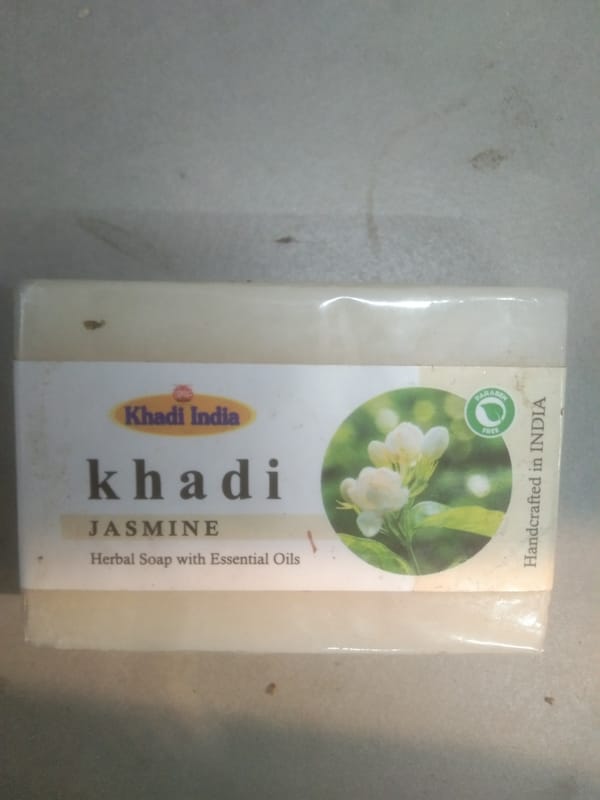 Khadi India
khadi
JASMINE
Herbal Soap with Essential Oils
PARABEN
FREE
Handcrafted in INDIA